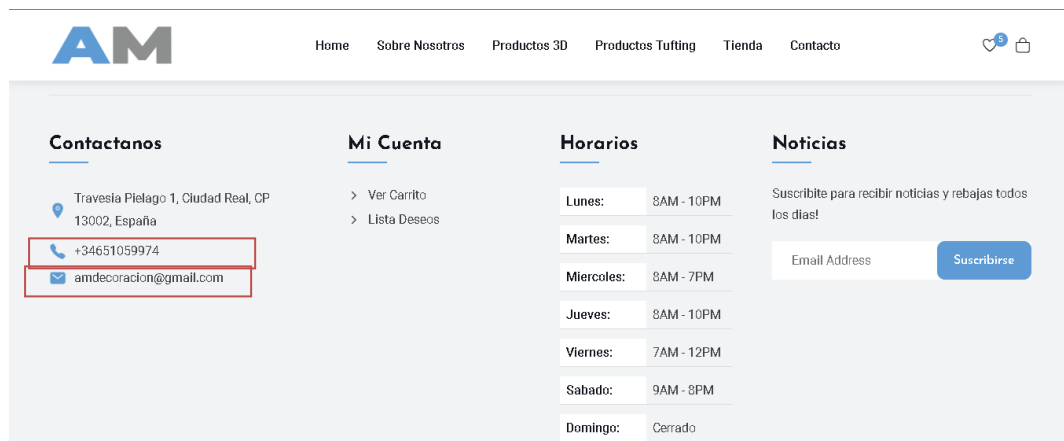 AM
Home Sobre Nosotros Productos 3D Productos Tufting Tienda Contacto 5
Contactanos
Travesia Pielago 1, Ciudad Real, CP
13002, España
+34651059974
amdecoracion@gmail.com
Mi Cuenta
Ver Carrito
Lista Deseos
Horarios
Lunes: 8AM - 10PM
Martes: 8AM - 10PM
Miercoles: 8AM - 7PM
Jueves: 8AM - 10PM
Viernes: 7AM - 12PM
Sabado: 9AM - 8PM
Domingo: Cerrado
Noticias
Suscribite para recibir noticias y rebajas todos
los dias!
Email Address Suscribirse